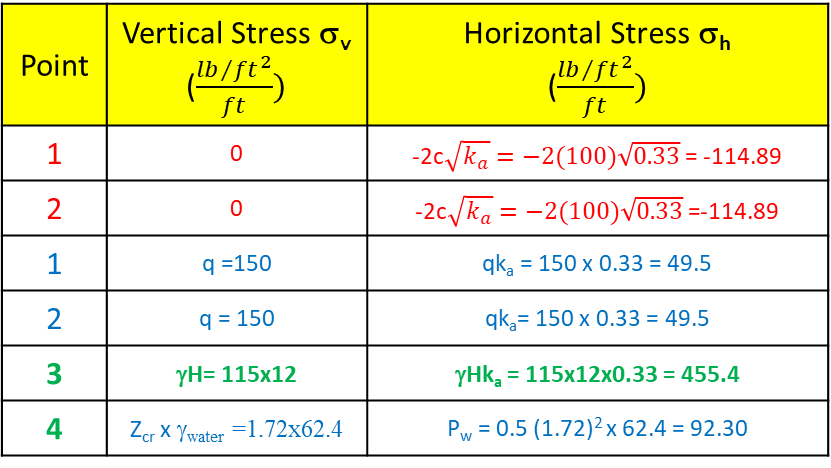 Point Vertical Stress σv (lb/ft²/ft) Horizontal Stress σh (lb/ft²/ft)
1 0 -2c√kₐ = −2(100)√0.33 = -114.89
2 0 -2c√kₐ = −2(100)√0.33 =-114.89
1 q =150 qkₐ = 150 x 0.33 = 49.5
2 q = 150 qkₐ= 150 x 0.33 = 49.5
3 γH= 115x12 γHkₐ = 115x12x0.33 = 455.4
4 Zcr x γwater =1.72x62.4 Pw = 0.5 (1.72)² x 62.4 = 92.30